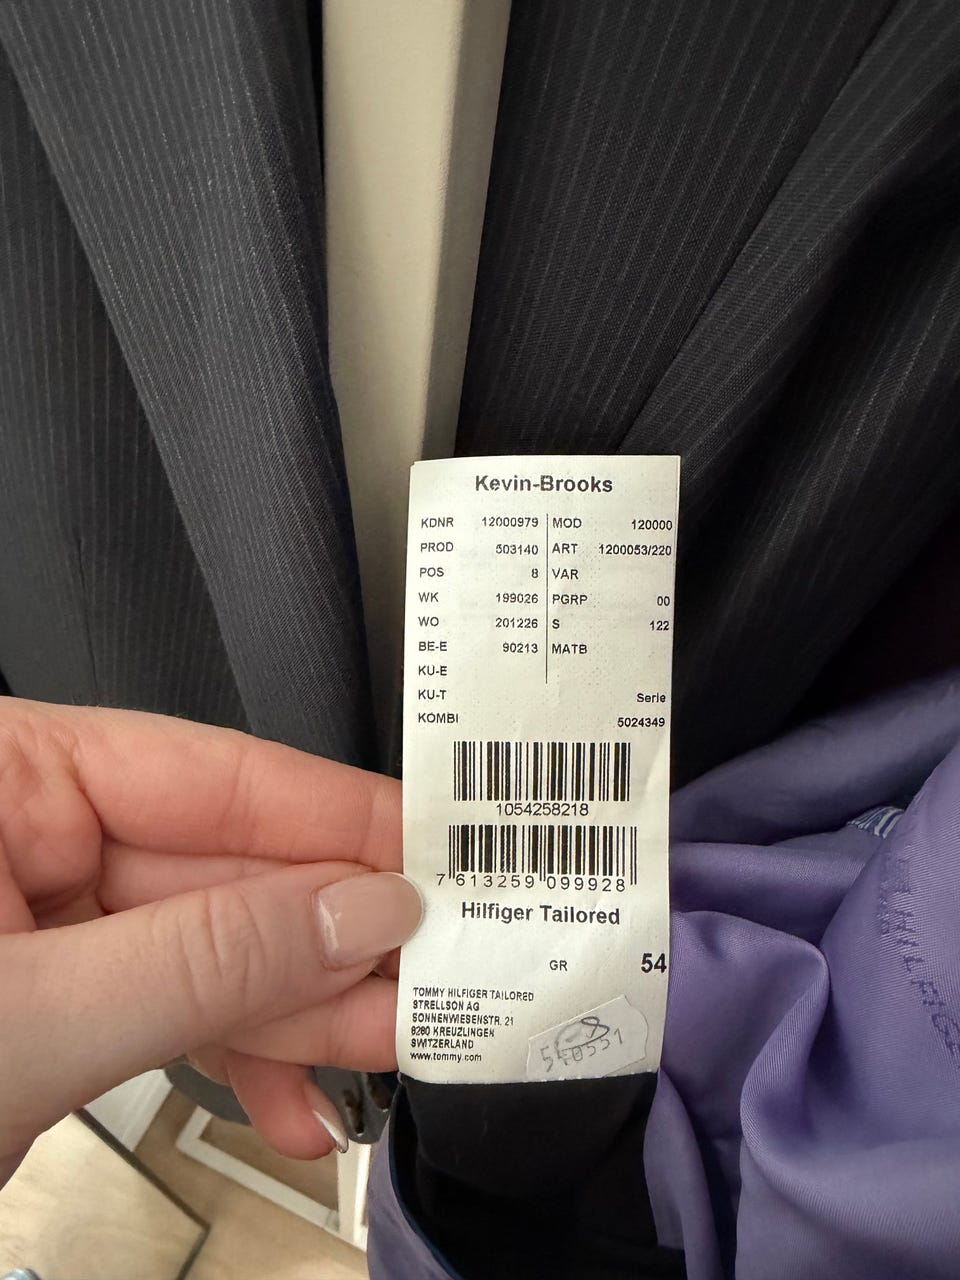 Kevin-Brooks
KDNR 12000979 MOD 120000
PROD 503140 ART 1200053/220
POS 8 VAR
WK 199026 PGRP 00
WO 201226 S 122
BE-E 90213 MATB
KU-E
KU-T Serie
KOMBI 5024349
1054258218
7 613259 099928
Hilfiger Tailored
GR 54
TOMMY HILFIGER TAILORED
STRELLSON AG
SONNENWIESENSTR. 21
8280 KREUZLINGEN
SWITZERLAND
www.tommy.com